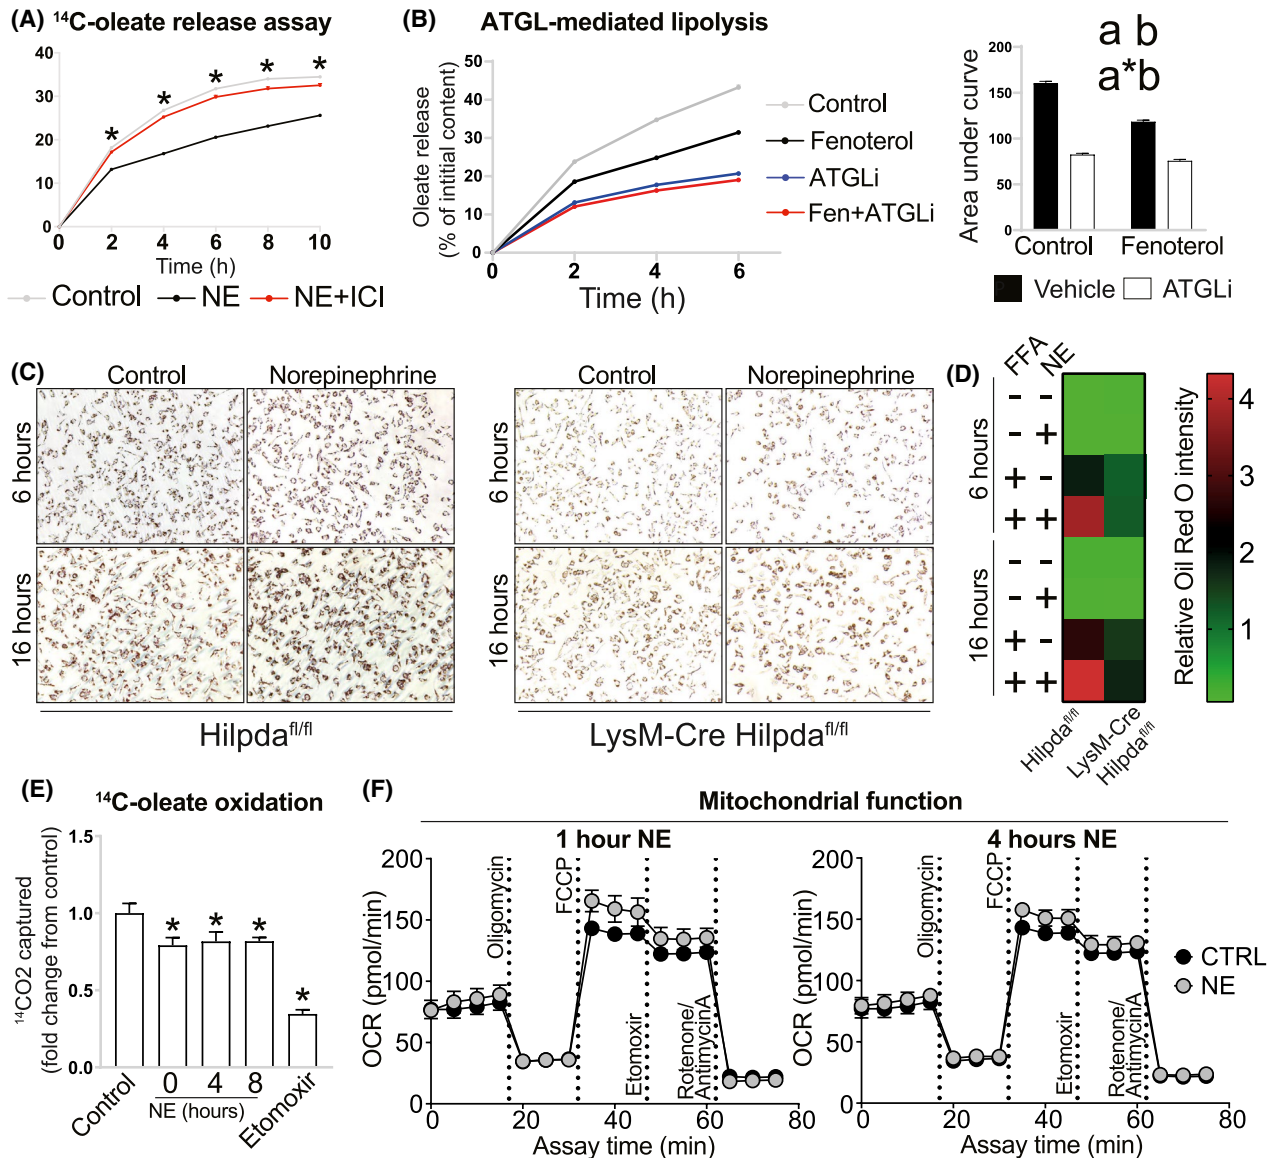 (A) ¹⁴C-oleate release assay
40
30
20
10
0
* * * * *
0 2 4 6 8 10
Time (h)
Control NE NE+ICI
(B) ATGL-mediated lipolysis
Oleate release
(% of intitial content)
50
40
30
20
10
0
0 2 4 6
Time (h)
Control
Fenoterol
ATGLi
Fen+ATGLi
a b
a*b
Area under curve
200
150
100
50
0
Control Fenoterol
Vehicle ATGLi
(C)
Control Norepinephrine
6 hours
16 hours
Hilpda^fl/fl
Control Norepinephrine
6 hours
16 hours
LysM-Cre Hilpda^fl/fl
(D)
FFA NE
6 hours
- -
- +
+ -
+ +
16 hours
- -
- +
+ -
+ +
Hilpda^fl/fl
LysM-Cre
Hilpda^fl/fl
Relative Oil Red O intensity
4
3
2
1
(E) ¹⁴C-oleate oxidation
¹⁴CO2 captured
(fold change from control)
1.5
1.0
0.5
0.0
* * * *
Control 0 4 8 Etomoxir
NE (hours)
(F) Mitochondrial function
1 hour NE
OCR (pmol/min)
200
150
100
50
0
Oligomycin
FCCP
Etomoxir
Rotenone/
AntimycinA
0 20 40 60 80
Assay time (min)
4 hours NE
OCR (pmol/min)
200
150
100
50
0
Oligomycin
FCCP
Etomoxir
Rotenone/
AntimycinA
0 20 40 60 80
Assay time (min)
CTRL
NE